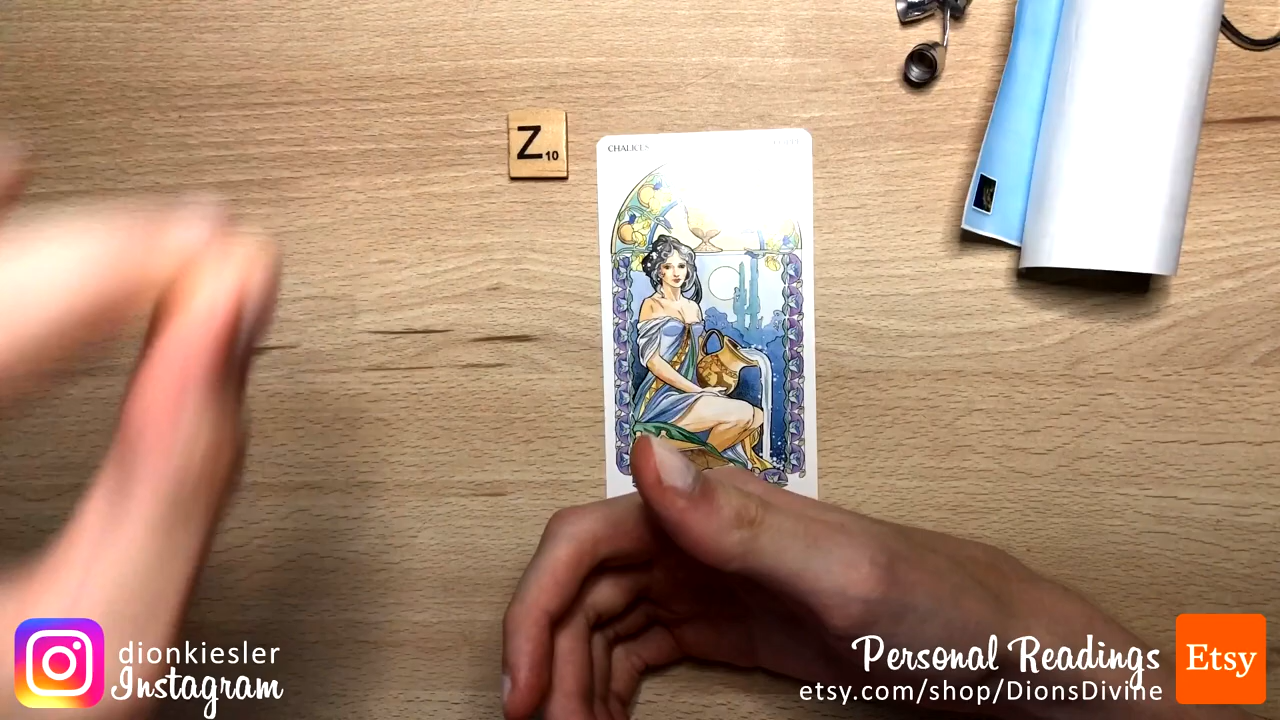 Z10
CHALICES
dionkiesler
Instagram
Personal Readings
etsy.com/shop/DionsDivine
Etsy